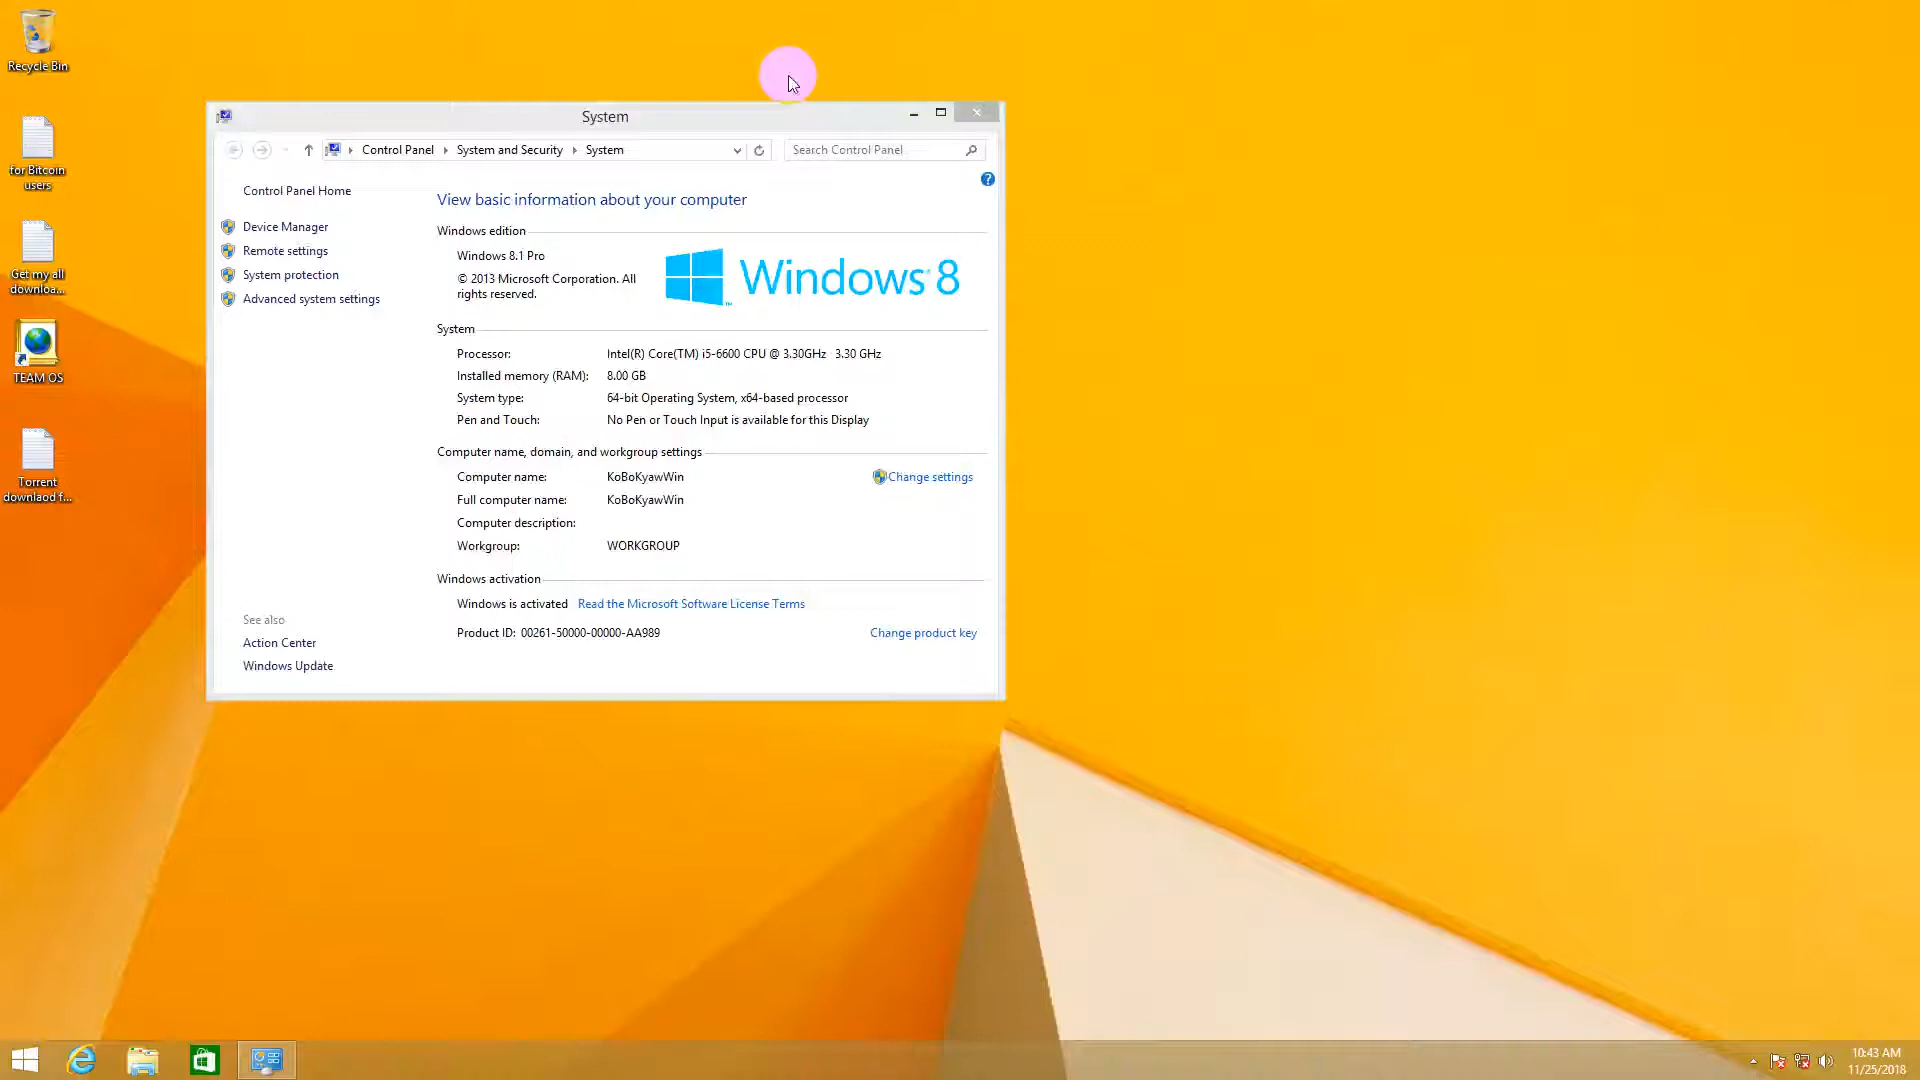 Recycle Bin
for Bitcoin
users
Get my all
downloa...
TEAM OS
Torrent
downlaod f...
System
Control Panel
System and Security
System
Search Control Panel
Control Panel Home
Device Manager
Remote settings
System protection
Advanced system settings
See also
Action Center
Windows Update
View basic information about your computer
Windows edition
Windows 8.1 Pro
© 2013 Microsoft Corporation. All
rights reserved.
Windows® 8
System
Processor: Intel(R) Core(TM) i5-6600 CPU @ 3.30GHz 3.30 GHz
Installed memory (RAM): 8.00 GB
System type: 64-bit Operating System, x64-based processor
Pen and Touch: No Pen or Touch Input is available for this Display
Computer name, domain, and workgroup settings
Computer name: KoBoKyawWin Change settings
Full computer name: KoBoKyawWin
Computer description:
Workgroup: WORKGROUP
Windows activation
Windows is activated Read the Microsoft Software License Terms
Product ID: 00261-50000-00000-AA989 Change product key
10:43 AM
11/25/2018